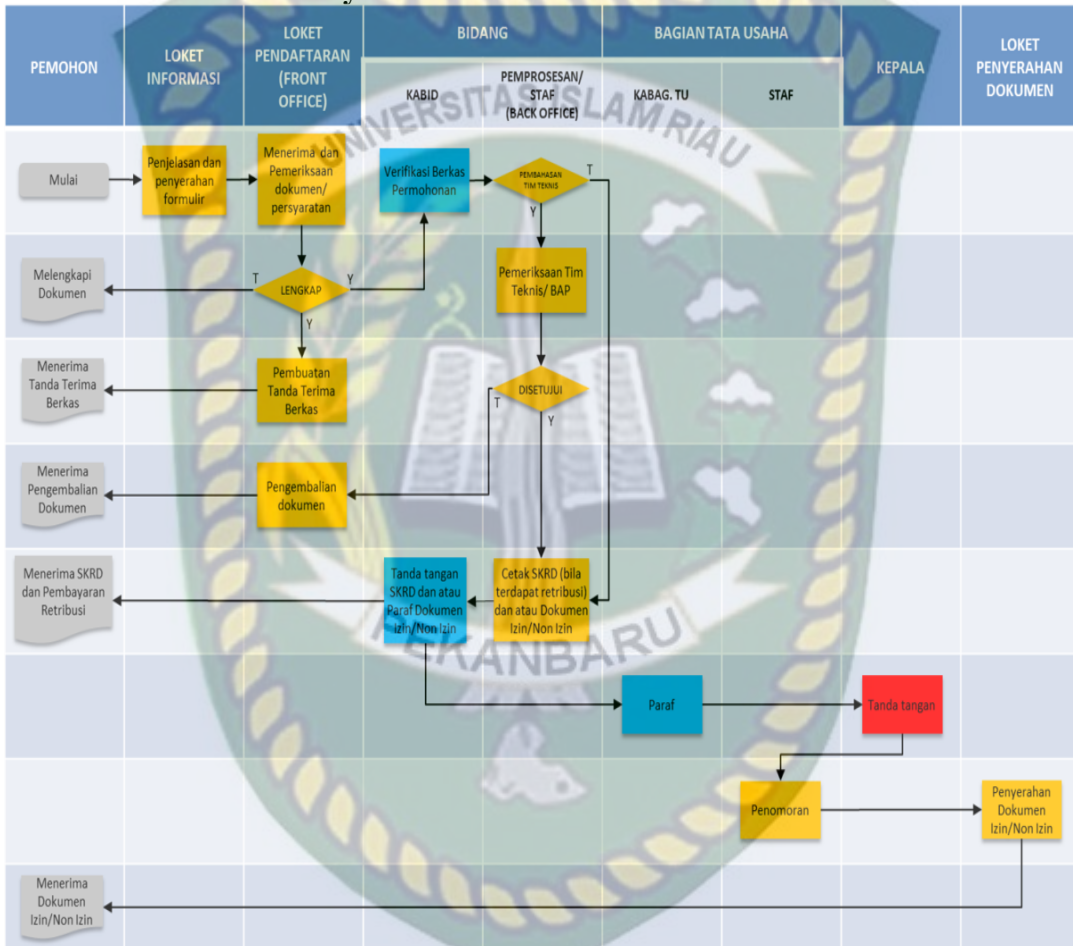 PEMOHON
LOKET
INFORMASI
LOKET
PENDAFTARAN
(FRONT
OFFICE)
BIDANG
KABID
PEMPROSESAN/
STAF
(BACK OFFICE)
BAGIAN TATA USAHA
KABAG. TU
STAF
KEPALA
LOKET
PENYERAHAN
DOKUMEN
UNIVERSITAS ISLAM RIAU
Mulai
Penjelasan dan
penyerahan
formulir
Menerima dan
Pemeriksaan
dokumen/
persyaratan
Verifikasi Berkas
Permohonan
PEMBAHASAN
TIM TEKNIS
T
Y
Melengkapi
Dokumen
T
LENGKAP
Y
Y
Pemeriksaan Tim
Teknis/ BAP
Menerima
Tanda Terima
Berkas
Pembuatan
Tanda Terima
Berkas
DISETUJUI
T
Y
Menerima
Pengembalian
Dokumen
Pengembalian
dokumen
Menerima SKRD
dan Pembayaran
Retribusi
Tanda tangan
SKRD dan atau
Paraf Dokumen
Izin/Non Izin
Cetak SKRD (bila
terdapat retribusi)
dan atau Dokumen
Izin/Non Izin
PEKANBARU
Paraf
Tanda tangan
Penomoran
Penyerahan
Dokumen
Izin/Non Izin
Menerima
Dokumen
Izin/Non Izin